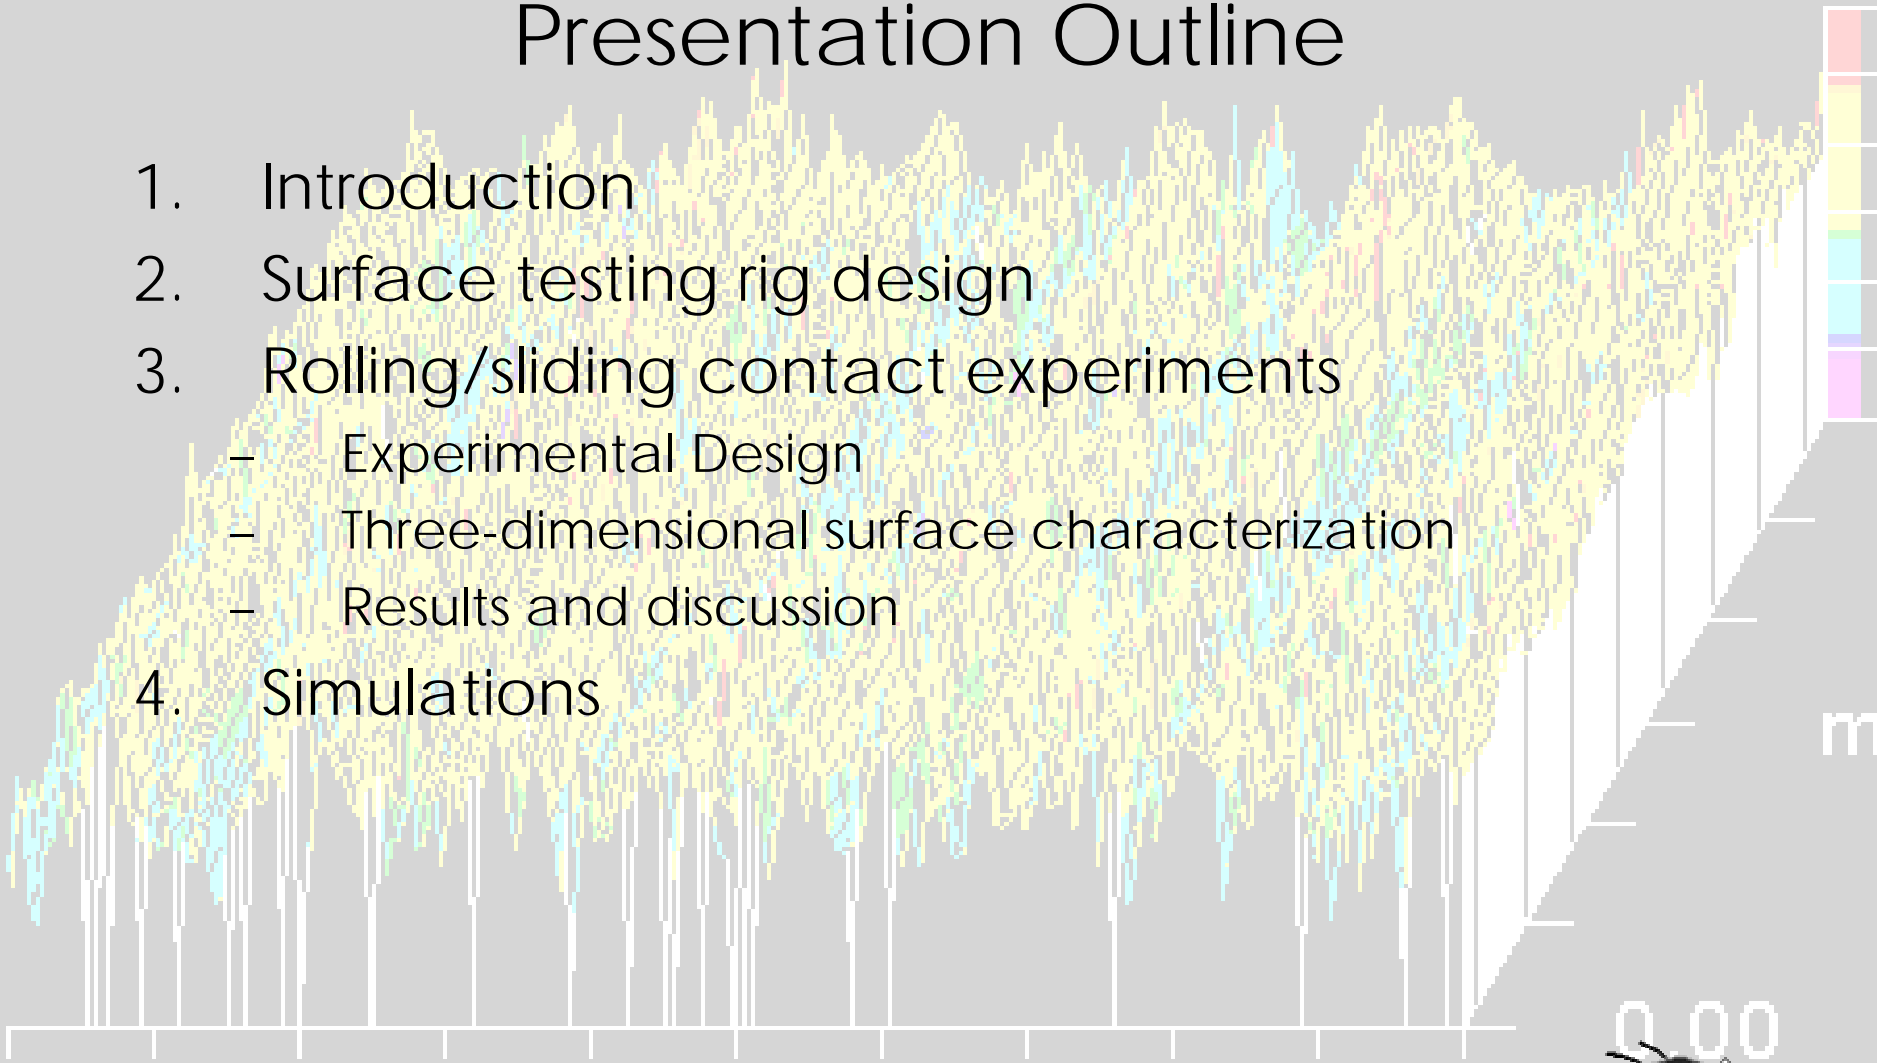 Presentation Outline
1. Introduction
2. Surface testing rig design
3. Rolling/sliding contact experiments
– Experimental Design
– Three-dimensional surface characterization
– Results and discussion
4. Simulations
m
0.00